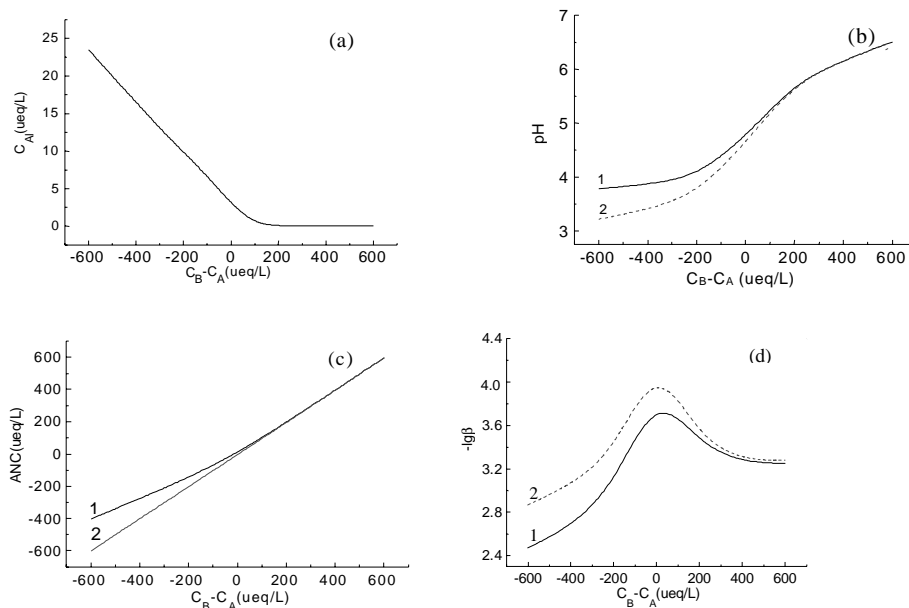 (a)
C_Al(ueq/L)
25
20
15
10
5
0
-600 -400 -200 0 200 400 600
C_B-C_A(ueq/L)
(b)
pH
7
6
5
4
3
1
2
-600 -400 -200 0 200 400 600
C_B-C_A (ueq/L)
(c)
ANC(ueq/L)
600
400
200
0
-200
-400
-600
1
2
-600 -400 -200 0 200 400 600
C_B-C_A(ueq/L)
(d)
-lgβ
4.4
4.0
3.6
3.2
2.8
2.4
2
1
-600 -400 -200 0 200 400 600
C_B-C_A(ueq/L)